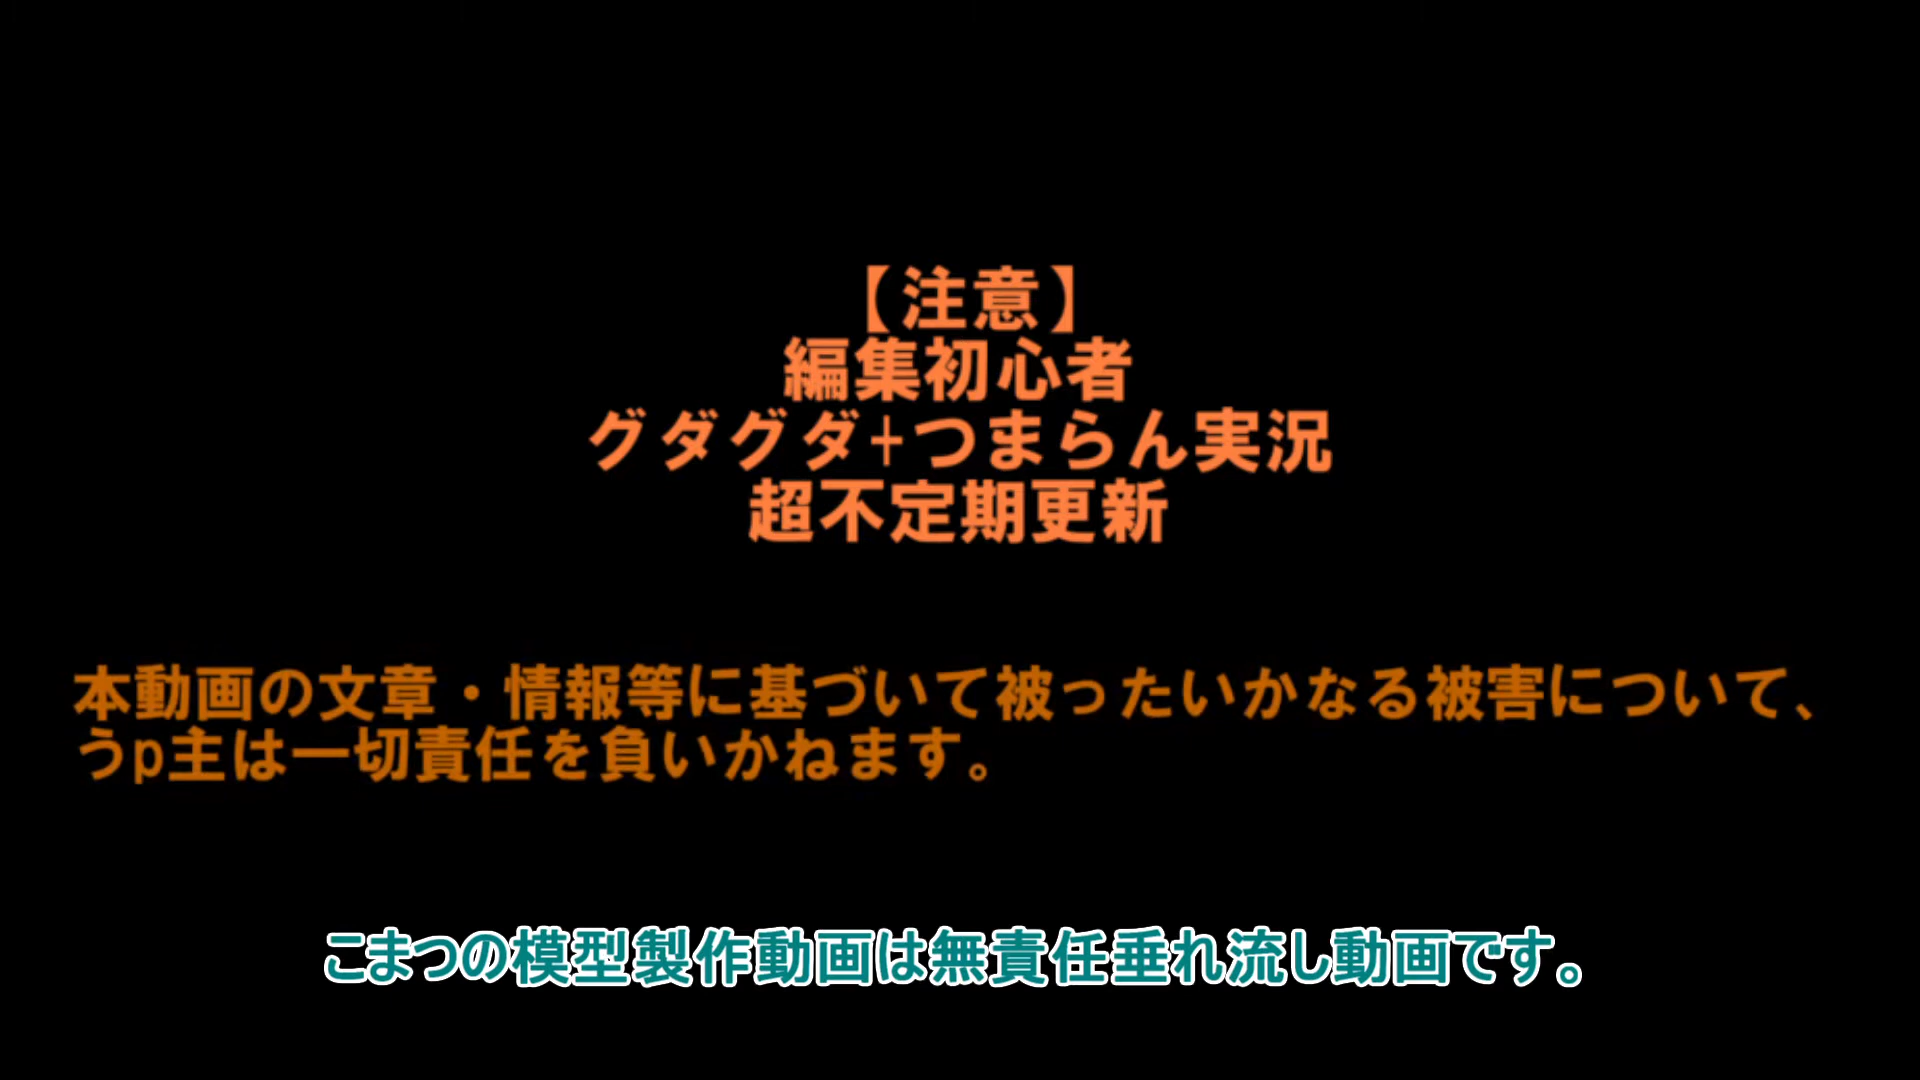 【注意】
編集初心者
グダグダ+つまらん実況
超不定期更新
本動画の文章・情報等に基づいて被ったいかなる被害について、
うp主は一切責任を負いかねます。
こまつの模型製作動画は無責任垂れ流し動画です。